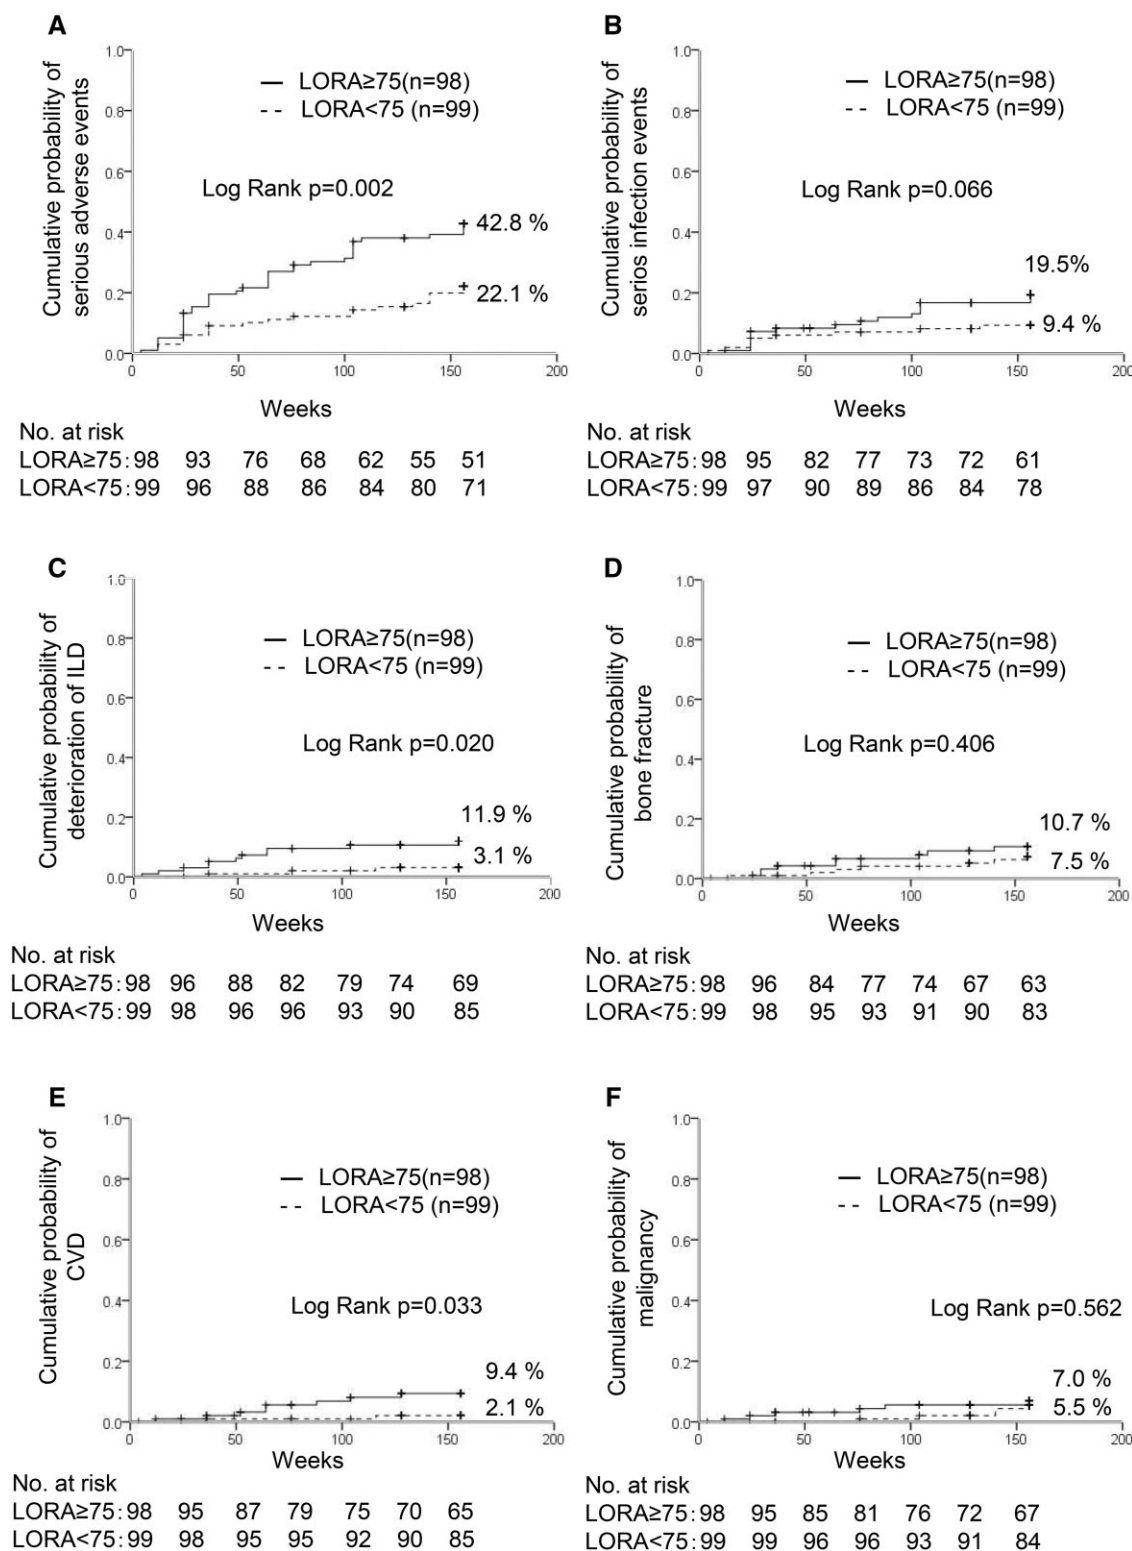 A
Cumulative probability of
serious adverse events
1.0
0.8
0.6
0.4
0.2
0.0
LORA≥75(n=98)
LORA<75 (n=99)
Log Rank p=0.002
42.8 %
22.1 %
0 50 100 150 200
Weeks
No. at risk
LORA≥75: 98 93 76 68 62 55 51
LORA<75: 99 96 88 86 84 80 71
B
Cumulative probability of
serios infection events
1.0
0.8
0.6
0.4
0.2
0.0
LORA≥75(n=98)
LORA<75 (n=99)
Log Rank p=0.066
19.5%
9.4 %
0 50 100 150 200
Weeks
No. at risk
LORA≥75: 98 95 82 77 73 72 61
LORA<75: 99 97 90 89 86 84 78
C
Cumulative probability of
deterioration of ILD
1.0
0.8
0.6
0.4
0.2
0.0
LORA≥75(n=98)
LORA<75 (n=99)
Log Rank p=0.020
11.9 %
3.1 %
0 50 100 150 200
Weeks
No. at risk
LORA≥75: 98 96 88 82 79 74 69
LORA<75: 99 98 96 96 93 90 85
D
Cumulative probability of
bone fracture
1.0
0.8
0.6
0.4
0.2
0.0
LORA≥75(n=98)
LORA<75 (n=99)
Log Rank p=0.406
10.7 %
7.5 %
0 50 100 150 200
Weeks
No. at risk
LORA≥75: 98 96 84 77 74 67 63
LORA<75: 99 98 95 93 91 90 83
E
Cumulative probability of
CVD
1.0
0.8
0.6
0.4
0.2
0.0
LORA≥75(n=98)
LORA<75 (n=99)
Log Rank p=0.033
9.4 %
2.1 %
0 50 100 150 200
Weeks
No. at risk
LORA≥75: 98 95 87 79 75 70 65
LORA<75: 99 98 95 95 92 90 85
F
Cumulative probability of
malignancy
1.0
0.8
0.6
0.4
0.2
0.0
LORA≥75(n=98)
LORA<75 (n=99)
Log Rank p=0.562
7.0 %
5.5 %
0 50 100 150 200
Weeks
No. at risk
LORA≥75: 98 95 85 81 76 72 67
LORA<75: 99 99 96 96 93 91 84